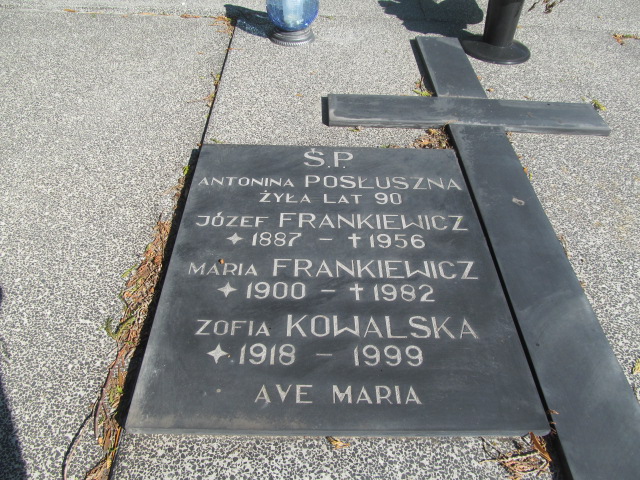 Ś.P.
ANTONINA POSŁUSZNA
ŻYŁA LAT 90
JÓZEF FRANKIEWICZ
✦1887 – †1956
MARIA FRANKIEWICZ
✦1900 – †1982
ZOFIA KOWALSKA
✦1918 – 1999
AVE MARIA